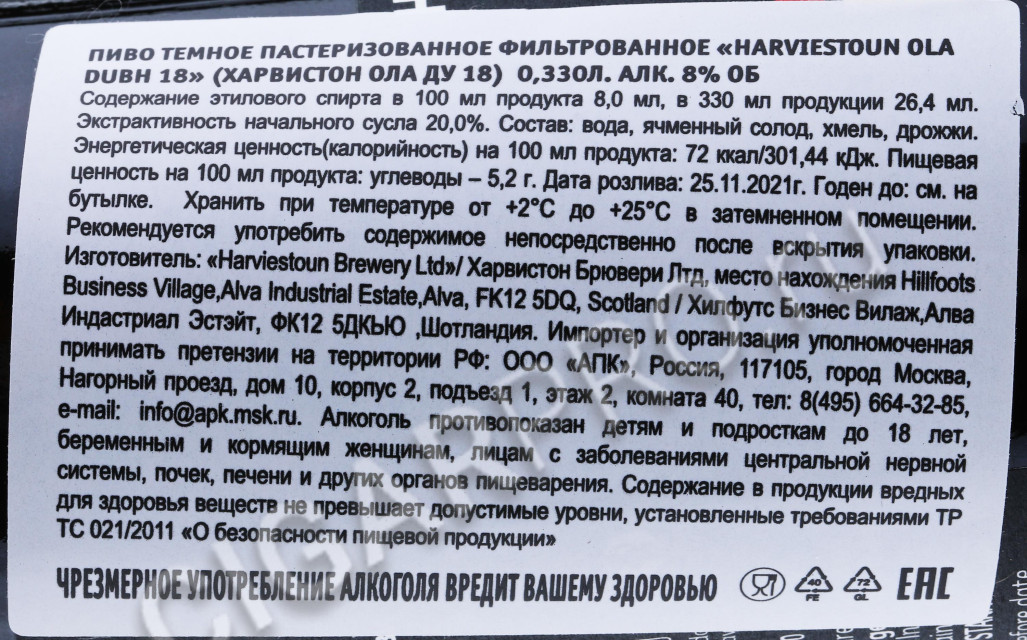 ПИВО ТЕМНОЕ ПАСТЕРИЗОВАННОЕ ФИЛЬТРОВАННОЕ «HARVIESTOUN OLA
DUBH 18» (ХАРВИСТОН ОЛА ДУ 18) 0,330Л. АЛК. 8% ОБ
Содержание этилового спирта в 100 мл продукта 8,0 мл, в 330 мл продукции 26,4 мл.
Экстрактивность начального сусла 20,0%. Состав: вода, ячменный солод, хмель, дрожжи.
Энергетическая ценность(калорийность) на 100 мл продукта: 72 ккал/301,44 кДж. Пищевая
ценность на 100 мл продукта: углеводы – 5,2 г. Дата розлива: 25.11.2021г. Годен до: см. на
бутылке. Хранить при температуре от +2°C до +25°C в затемненном помещении.
Рекомендуется употребить содержимое непосредственно после вскрытия упаковки.
Изготовитель: «Harviestoun Brewery Ltd»/ Харвистон Брювери Лтд, место нахождения Hillfoots
Business Village,Alva Industrial Estate,Alva, FK12 5DQ, Scotland / Хилфутс Бизнес Вилаж,Алва
Индастриал Эстэйт, ФК12 5ДКЬЮ ,Шотландия. Импортер и организация уполномоченная
принимать претензии на территории РФ: ООО «АПК», Россия, 117105, город Москва,
Нагорный проезд, дом 10, корпус 2, подъезд 1, этаж 2, комната 40, тел: 8(495) 664-32-85,
e-mail: info@apk.msk.ru. Алкоголь противопоказан детям и подросткам до 18 лет,
беременным и кормящим женщинам, лицам с заболеваниями центральной нервной
системы, почек, печени и других органов пищеварения. Содержание в продукции вредных
для здоровья веществ не превышает допустимые уровни, установленные требованиями ТР
ТС 021/2011 «О безопасности пищевой продукции»
ЧРЕЗМЕРНОЕ УПОТРЕБЛЕНИЕ АЛКОГОЛЯ ВРЕДИТ ВАШЕМУ ЗДОРОВЬЮ
40 FE
72 GL
EAC
CIGARPRO.ru